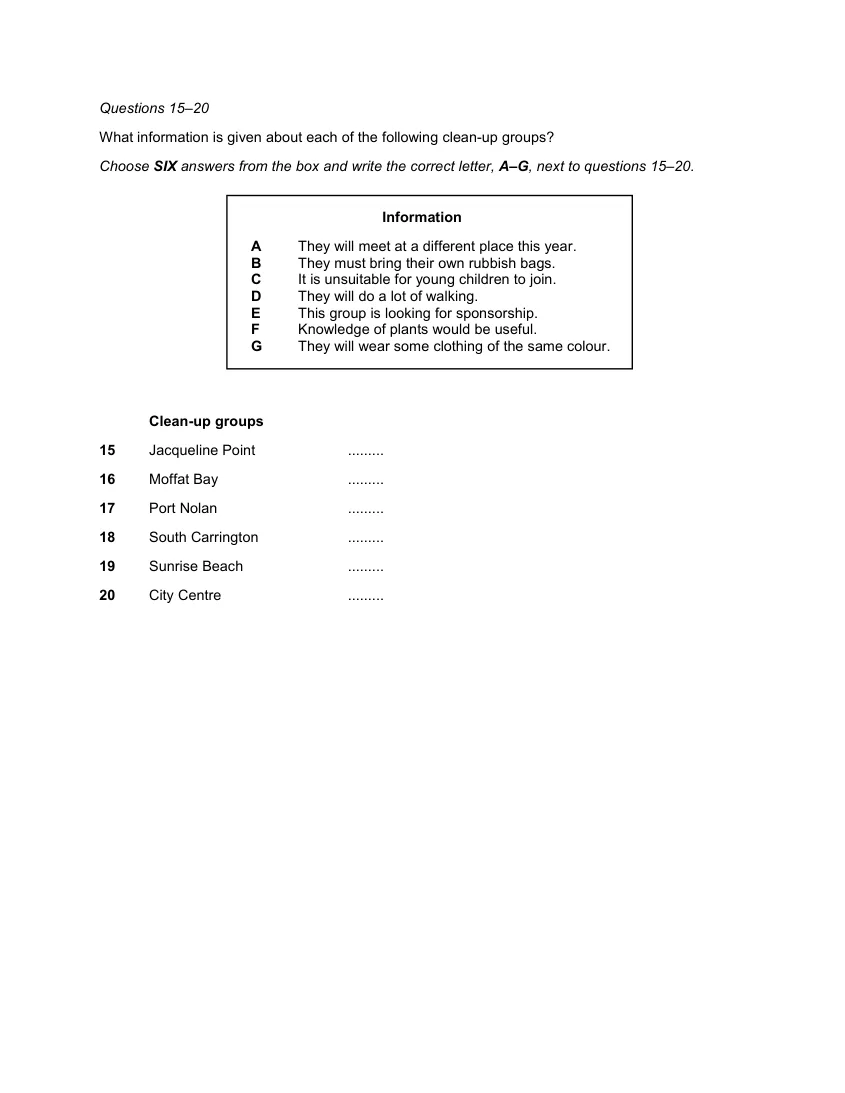 Questions 15–20
What information is given about each of the following clean-up groups?
Choose SIX answers from the box and write the correct letter, A–G, next to questions 15–20.
Information
A They will meet at a different place this year.
B They must bring their own rubbish bags.
C It is unsuitable for young children to join.
D They will do a lot of walking.
E This group is looking for sponsorship.
F Knowledge of plants would be useful.
G They will wear some clothing of the same colour.
Clean-up groups
15 Jacqueline Point .........
16 Moffat Bay .........
17 Port Nolan .........
18 South Carrington .........
19 Sunrise Beach .........
20 City Centre .........